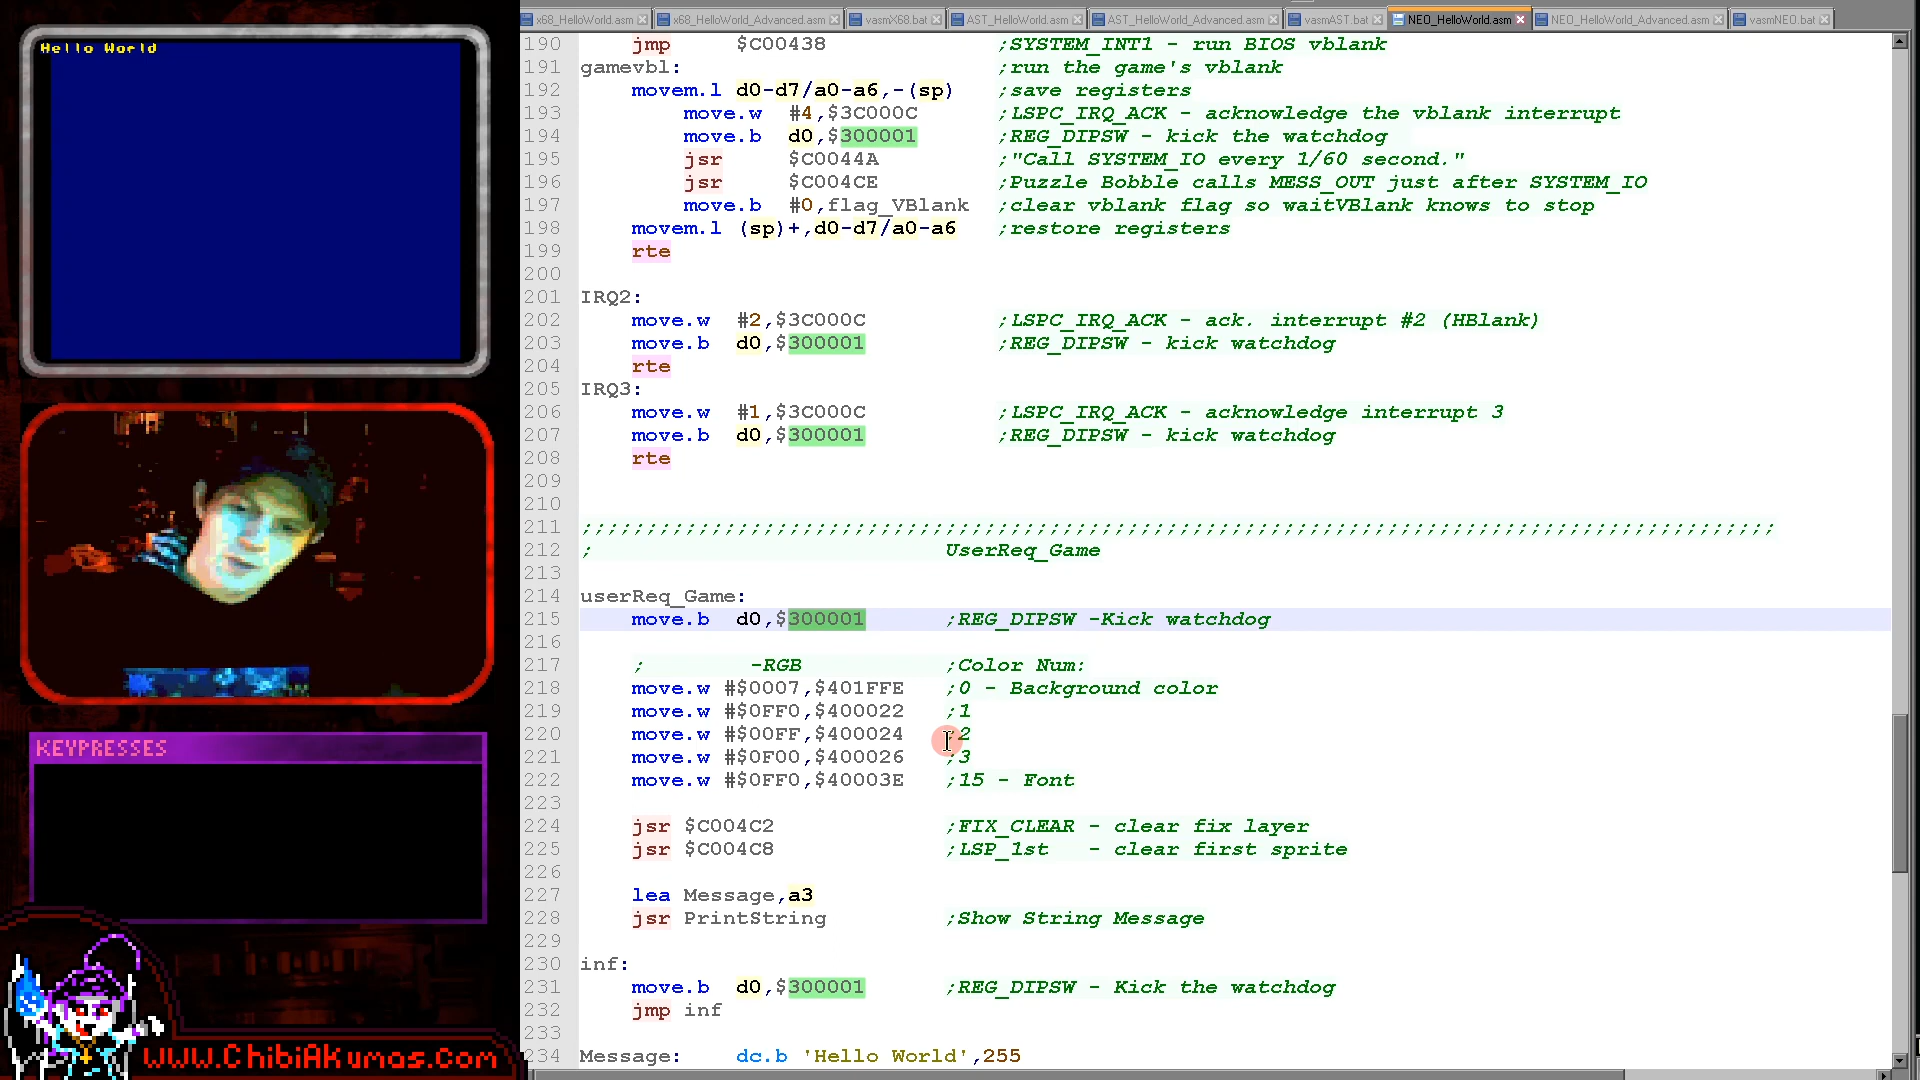 Hello World
KEYPRESSES
www.ChibiAkumas.com
x68_HelloWorld.asm x68_HelloWorld_Advanced.asm vasmX68.bat AST_HelloWorld.asm AST_HelloWorld_Advanced.asm vasmAST.bat NEO_HelloWorld.asm NEO_HelloWorld_Advanced.asm vasmNEO.bat
190 jmp $C00438 ;SYSTEM_INT1 - run BIOS vblank
191 gamevbl: ;run the game's vblank
192 movem.l d0-d7/a0-a6,-(sp) ;save registers
193 move.w #4,$3C000C ;LSPC_IRQ_ACK - acknowledge the vblank interrupt
194 move.b d0,$300001 ;REG_DIPSW - kick the watchdog
195 jsr $C0044A ;"Call SYSTEM_IO every 1/60 second."
196 jsr $C004CE ;Puzzle Bobble calls MESS_OUT just after SYSTEM_IO
197 move.b #0,flag_VBlank ;clear vblank flag so waitVBlank knows to stop
198 movem.l (sp)+,d0-d7/a0-a6 ;restore registers
199 rte
200
201 IRQ2:
202 move.w #2,$3C000C ;LSPC_IRQ_ACK - ack. interrupt #2 (HBlank)
203 move.b d0,$300001 ;REG_DIPSW - kick watchdog
204 rte
205 IRQ3:
206 move.w #1,$3C000C ;LSPC_IRQ_ACK - acknowledge interrupt 3
207 move.b d0,$300001 ;REG_DIPSW - kick watchdog
208 rte
209
210
211 ;;;;;;;;;;;;;;;;;;;;;;;;;;;;;;;;;;;;;;;;;;;;;;;;;;;;;;;;;;;;;;;;;;;;;;;;;;;;;;;;;;;;;;;;;;;;
212 ; UserReq_Game
213
214 userReq_Game:
215 move.b d0,$300001 ;REG_DIPSW -Kick watchdog
216
217 ; -RGB ;Color Num:
218 move.w #$0007,$401FFE ;0 - Background color
219 move.w #$0FF0,$400022 ;1
220 move.w #$00FF,$400024 ;2
221 move.w #$0F00,$400026 ;3
222 move.w #$0FF0,$40003E ;15 - Font
223
224 jsr $C004C2 ;FIX_CLEAR - clear fix layer
225 jsr $C004C8 ;LSP_1st - clear first sprite
226
227 lea Message,a3
228 jsr PrintString ;Show String Message
229
230 inf:
231 move.b d0,$300001 ;REG_DIPSW - Kick the watchdog
232 jmp inf
233
234 Message: dc.b 'Hello World',255